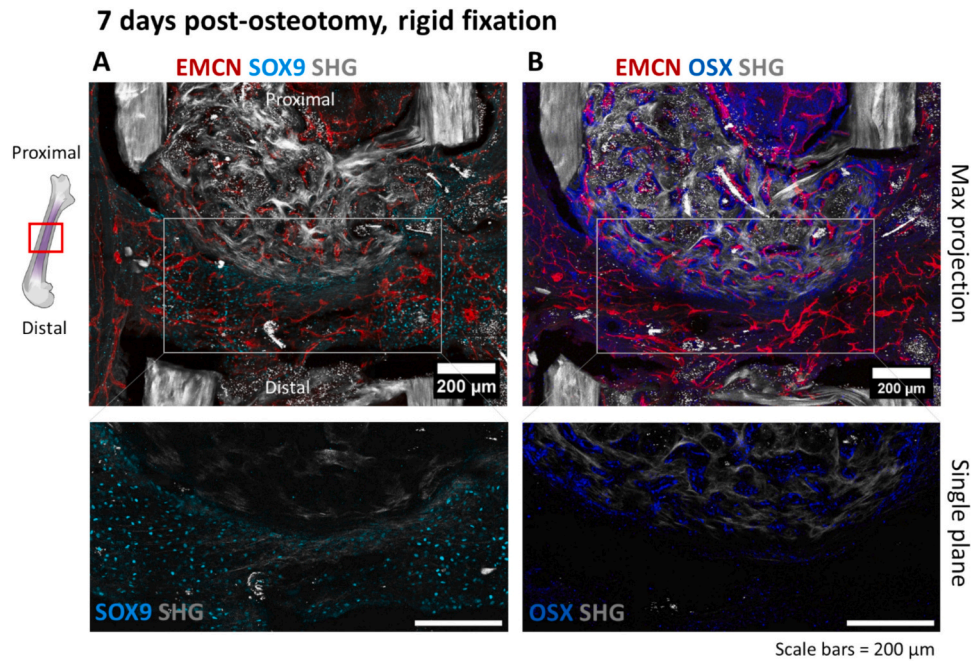 7 days post-osteotomy, rigid fixation
A
EMCN SOX9 SHG
B
EMCN OSX SHG
Proximal
Distal
Proximal
Distal
200 µm
200 µm
Max projection
SOX9 SHG
OSX SHG
Single plane
Scale bars = 200 µm